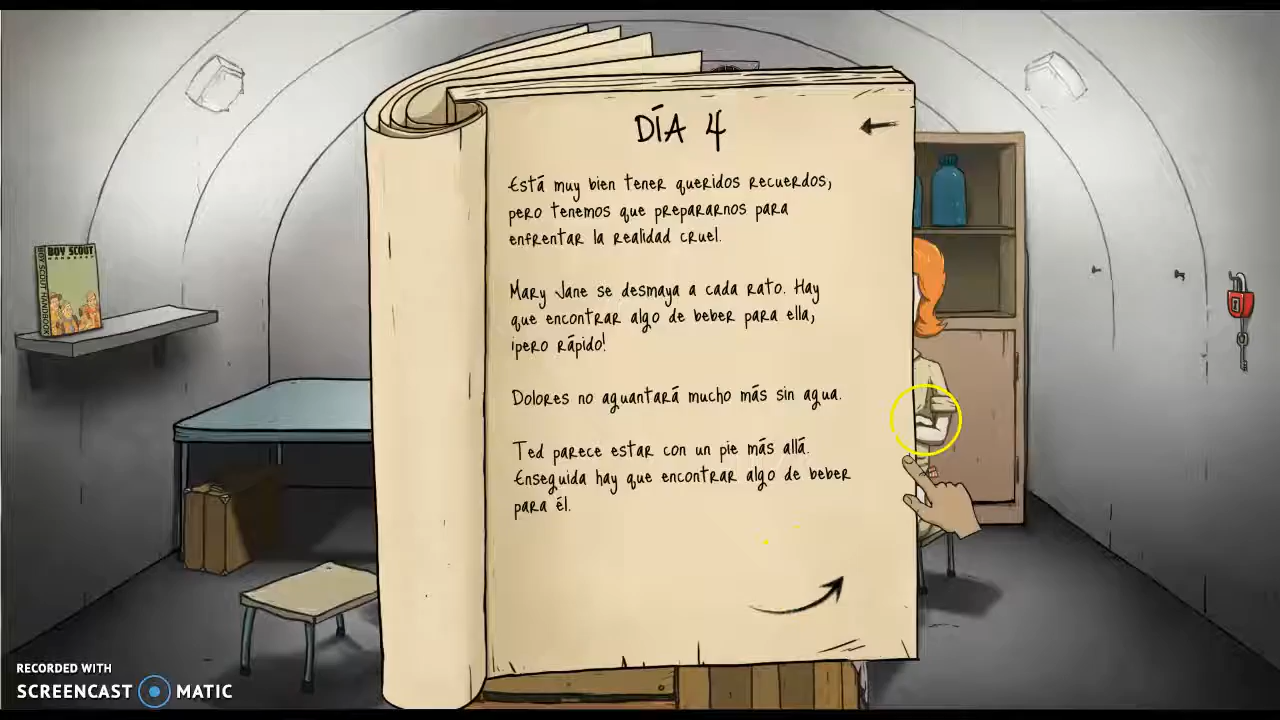 DÍA 4
Está muy bien tener queridos recuerdos,
pero tenemos que prepararnos para
enfrentar la realidad cruel.
Mary Jane se desmaya a cada rato. Hay
que encontrar algo de beber para ella,
¡pero rápido!
Dolores no aguantará mucho más sin agua.
Ted parece estar con un pie más allá.
Enseguida hay que encontrar algo de beber
para él.
BOY SCOUT
HANDBOOK
BOY SCOUT HANDBOOK
RECORDED WITH
SCREENCAST MATIC